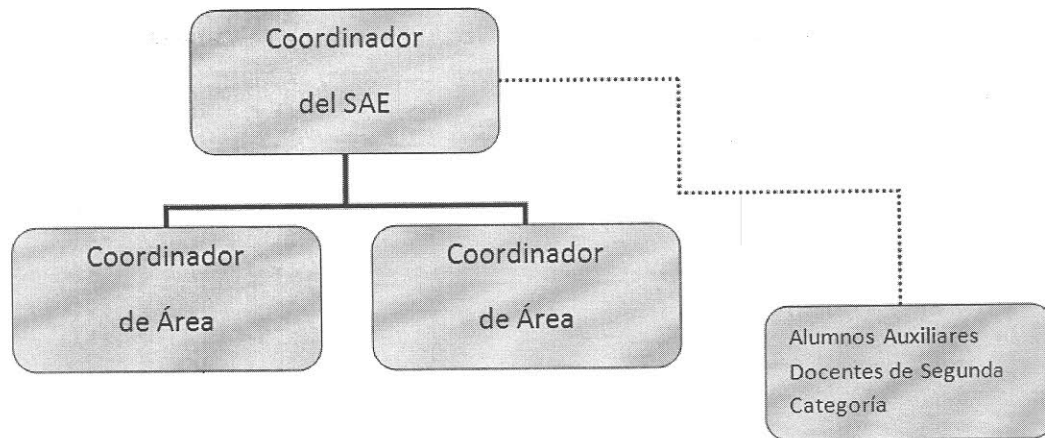 Coordinador
del SAE
Coordinador
de Área
Coordinador
de Área
Alumnos Auxiliares
Docentes de Segunda
Categoría